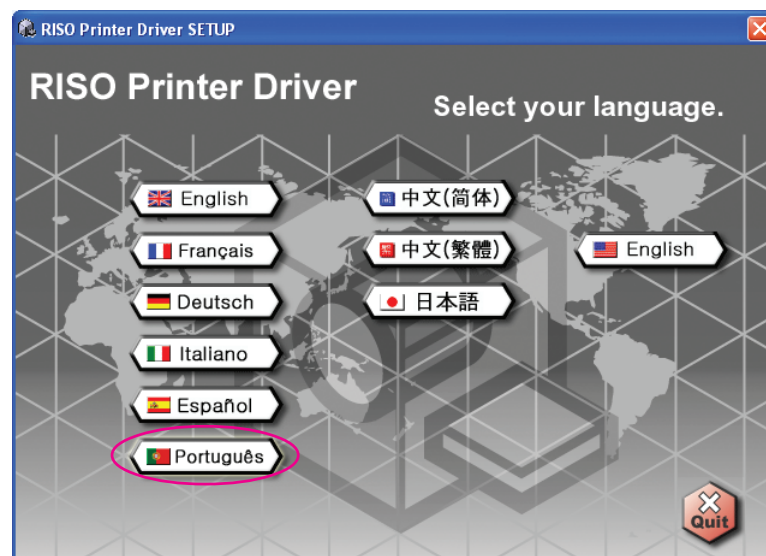 RISO Printer Driver SETUP
RISO Printer Driver
Select your language.
English
Français
Deutsch
Italiano
Español
Português
中文(简体)
中文(繁體)
日本語
English
Quit